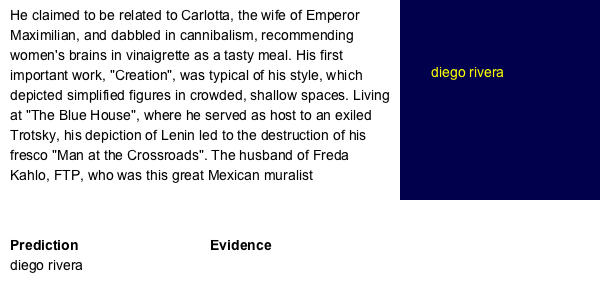 He claimed to be related to Carlotta, the wife of Emperor
Maximilian, and dabbled in cannibalism, recommending
women's brains in vinaigrette as a tasty meal. His first
important work, "Creation", was typical of his style, which
depicted simplified figures in crowded, shallow spaces. Living
at "The Blue House", where he served as host to an exiled
Trotsky, his depiction of Lenin led to the destruction of his
fresco "Man at the Crossroads". The husband of Freda
Kahlo, FTP, who was this great Mexican muralist
diego rivera
Prediction Evidence
diego rivera